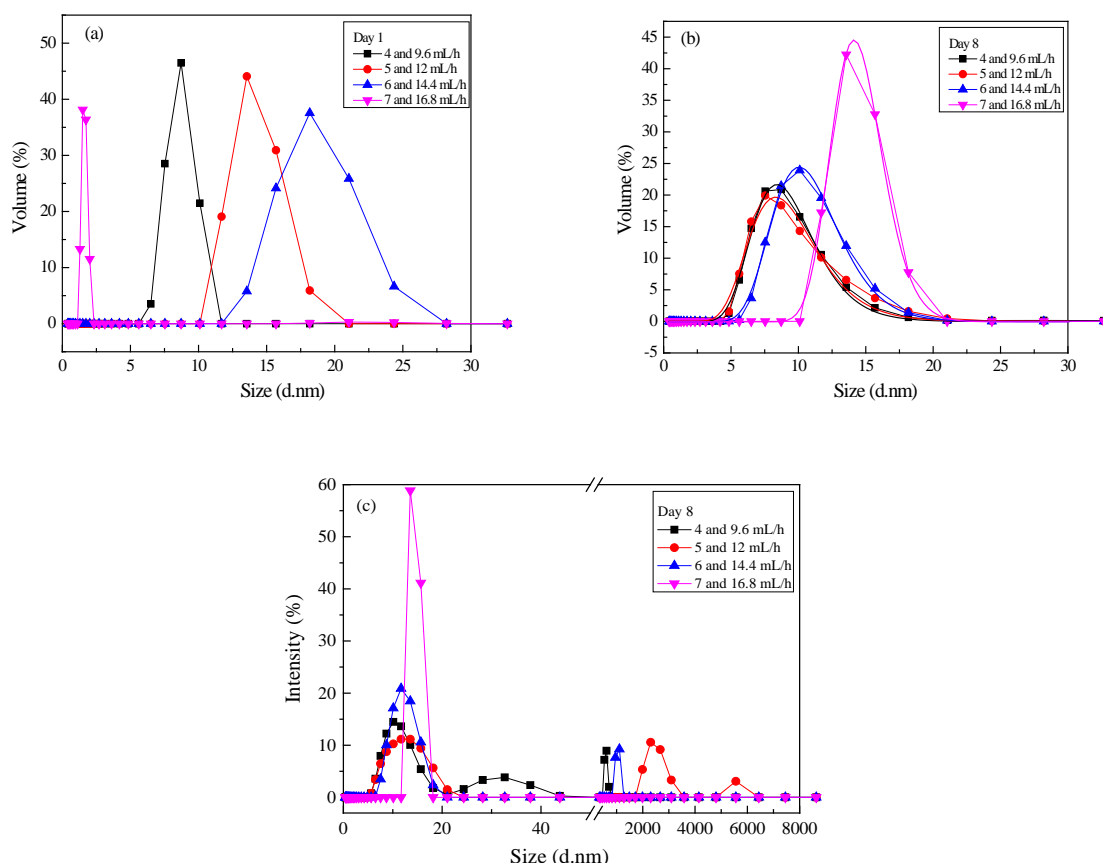 (a)
Day 1
4 and 9.6 mL/h
5 and 12 mL/h
6 and 14.4 mL/h
7 and 16.8 mL/h
50
40
30
20
10
0
Volume (%)
0 5 10 15 20 25 30
Size (d.nm)
(b)
Day 8
4 and 9.6 mL/h
5 and 12 mL/h
6 and 14.4 mL/h
7 and 16.8 mL/h
45
40
35
30
25
20
15
10
5
0
-5
Volume (%)
0 5 10 15 20 25 30
Size (d.nm)
(c)
Day 8
4 and 9.6 mL/h
5 and 12 mL/h
6 and 14.4 mL/h
7 and 16.8 mL/h
60
50
40
30
20
10
0
Intensity (%)
0 20 40 2000 4000 6000 8000
Size (d.nm)